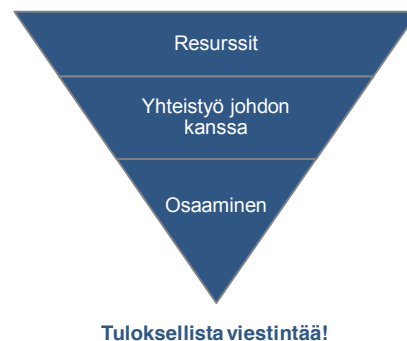 Resurssit
Yhteistyö johdon
kanssa
Osaaminen
Tuloksellista viestintää!